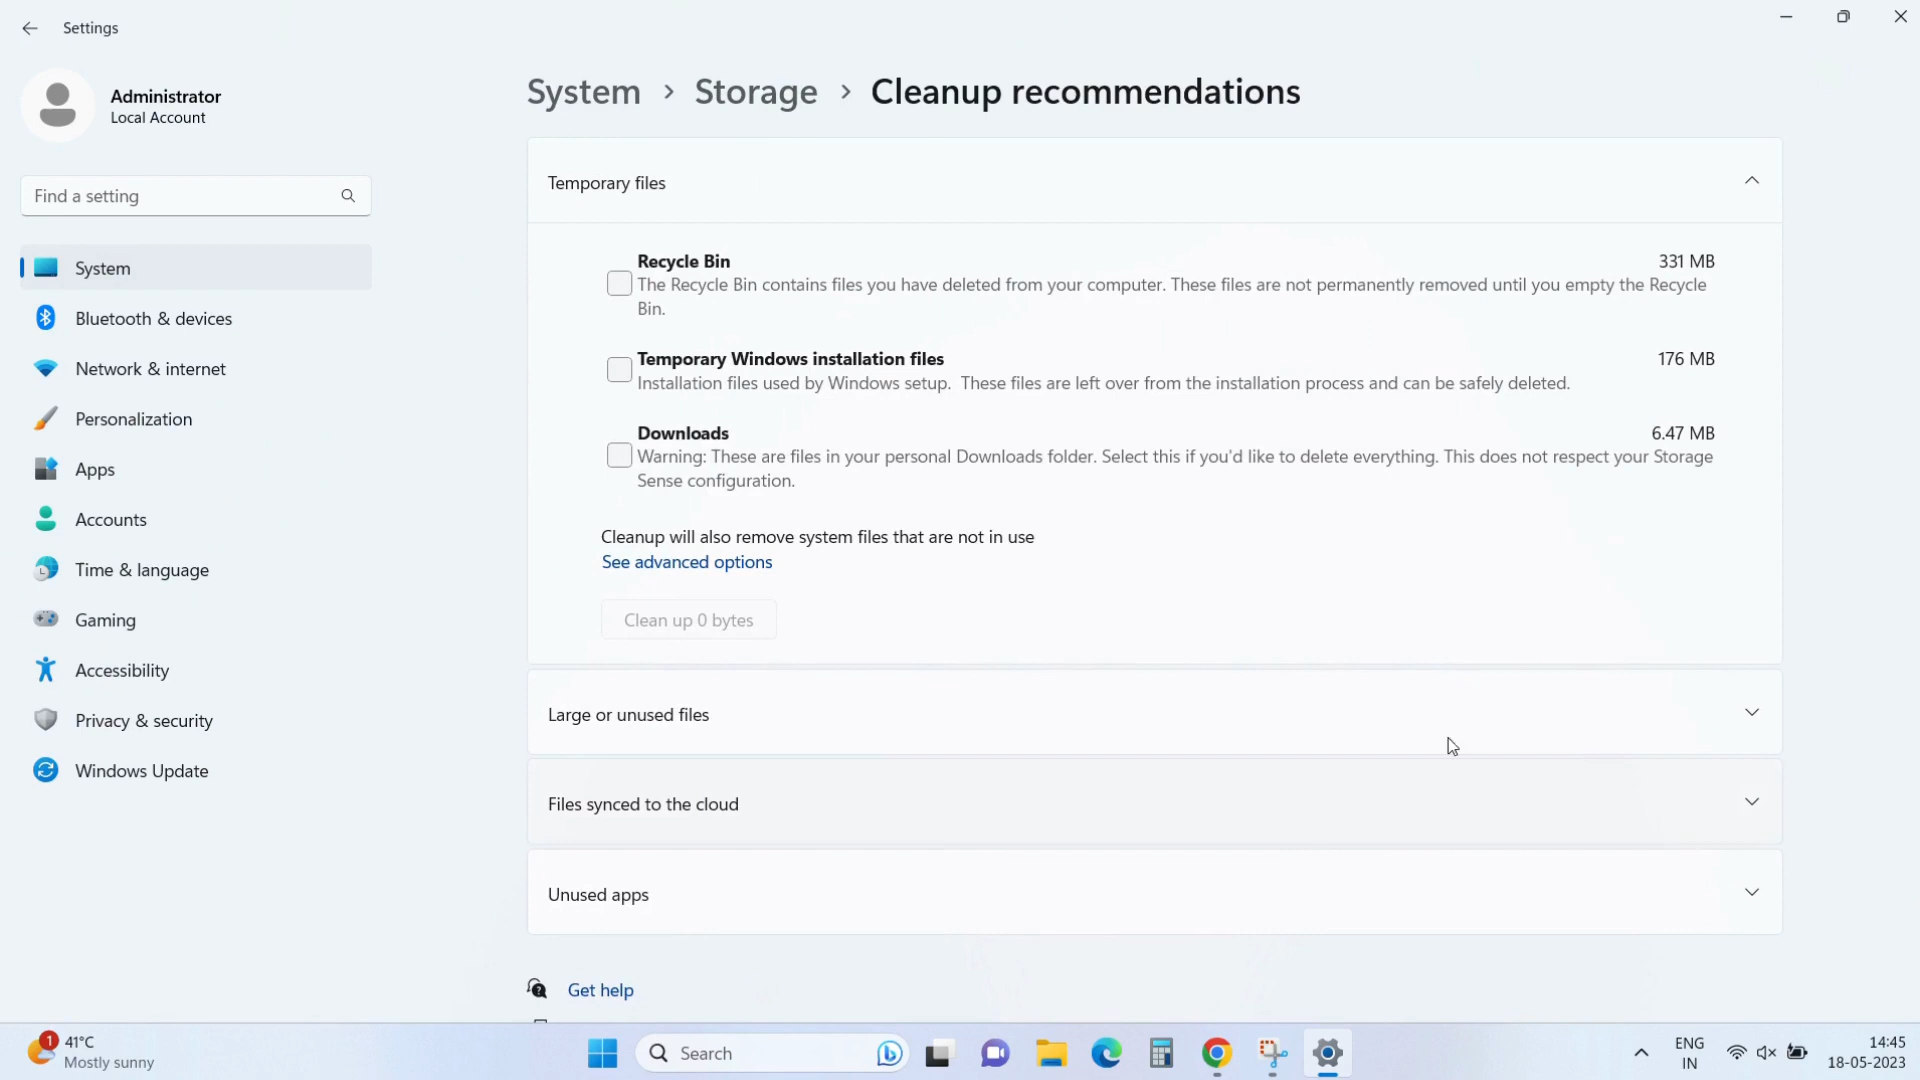 Settings
Administrator
Local Account
Find a setting
System
Bluetooth & devices
Network & internet
Personalization
Apps
Accounts
Time & language
Gaming
Accessibility
Privacy & security
Windows Update
System > Storage > Cleanup recommendations
Temporary files
Recycle Bin 331 MB
The Recycle Bin contains files you have deleted from your computer. These files are not permanently removed until you empty the Recycle
Bin.
Temporary Windows installation files 176 MB
Installation files used by Windows setup.  These files are left over from the installation process and can be safely deleted.
Downloads 6.47 MB
Warning: These are files in your personal Downloads folder. Select this if you'd like to delete everything. This does not respect your Storage
Sense configuration.
Cleanup will also remove system files that are not in use
See advanced options
Clean up 0 bytes
Large or unused files
Files synced to the cloud
Unused apps
Get help
1
41°C
Mostly sunny
Search
ENG
IN
14:45
18-05-2023